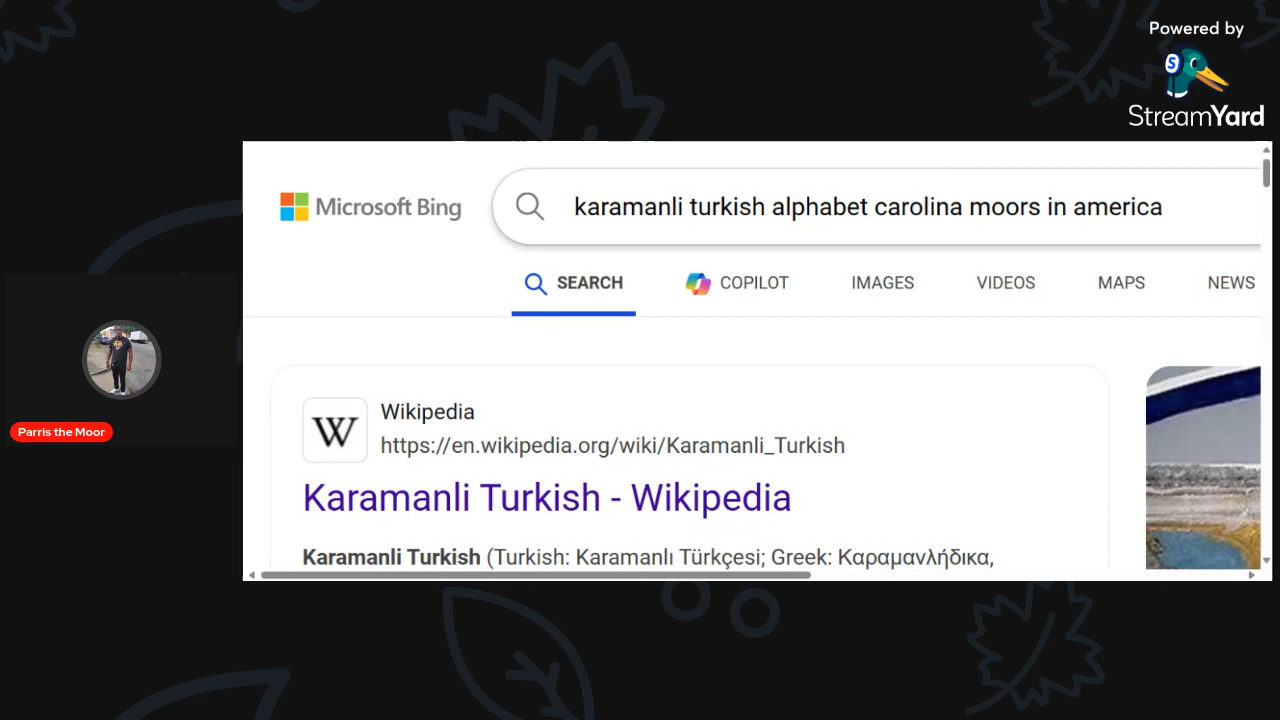 Powered by
StreamYard
Microsoft Bing
karamanli turkish alphabet carolina moors in america
SEARCH
COPILOT
IMAGES
VIDEOS
MAPS
NEWS
W
Wikipedia
https://en.wikipedia.org/wiki/Karamanli_Turkish
Karamanli Turkish - Wikipedia
Karamanli Turkish (Turkish: Karamanlı Türkçesi; Greek: Καραμανλήδικα,
Parris the Moor